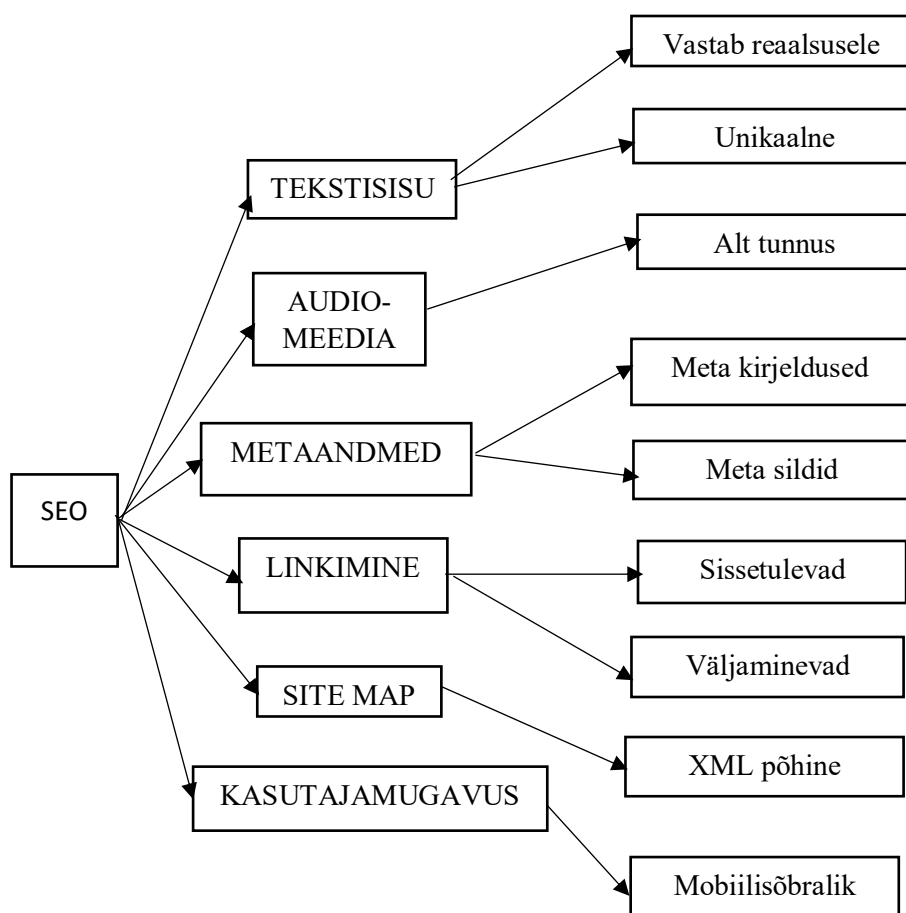 SEO
TEKSTISISU
AUDIO-
MEEDIA
METAANDMED
LINKIMINE
SITE MAP
KASUTAJAMUGAVUS
Vastab reaalsusele
Unikaalne
Alt tunnus
Meta kirjeldused
Meta sildid
Sissetulevad
Väljaminevad
XML põhine
Mobiilisõbralik